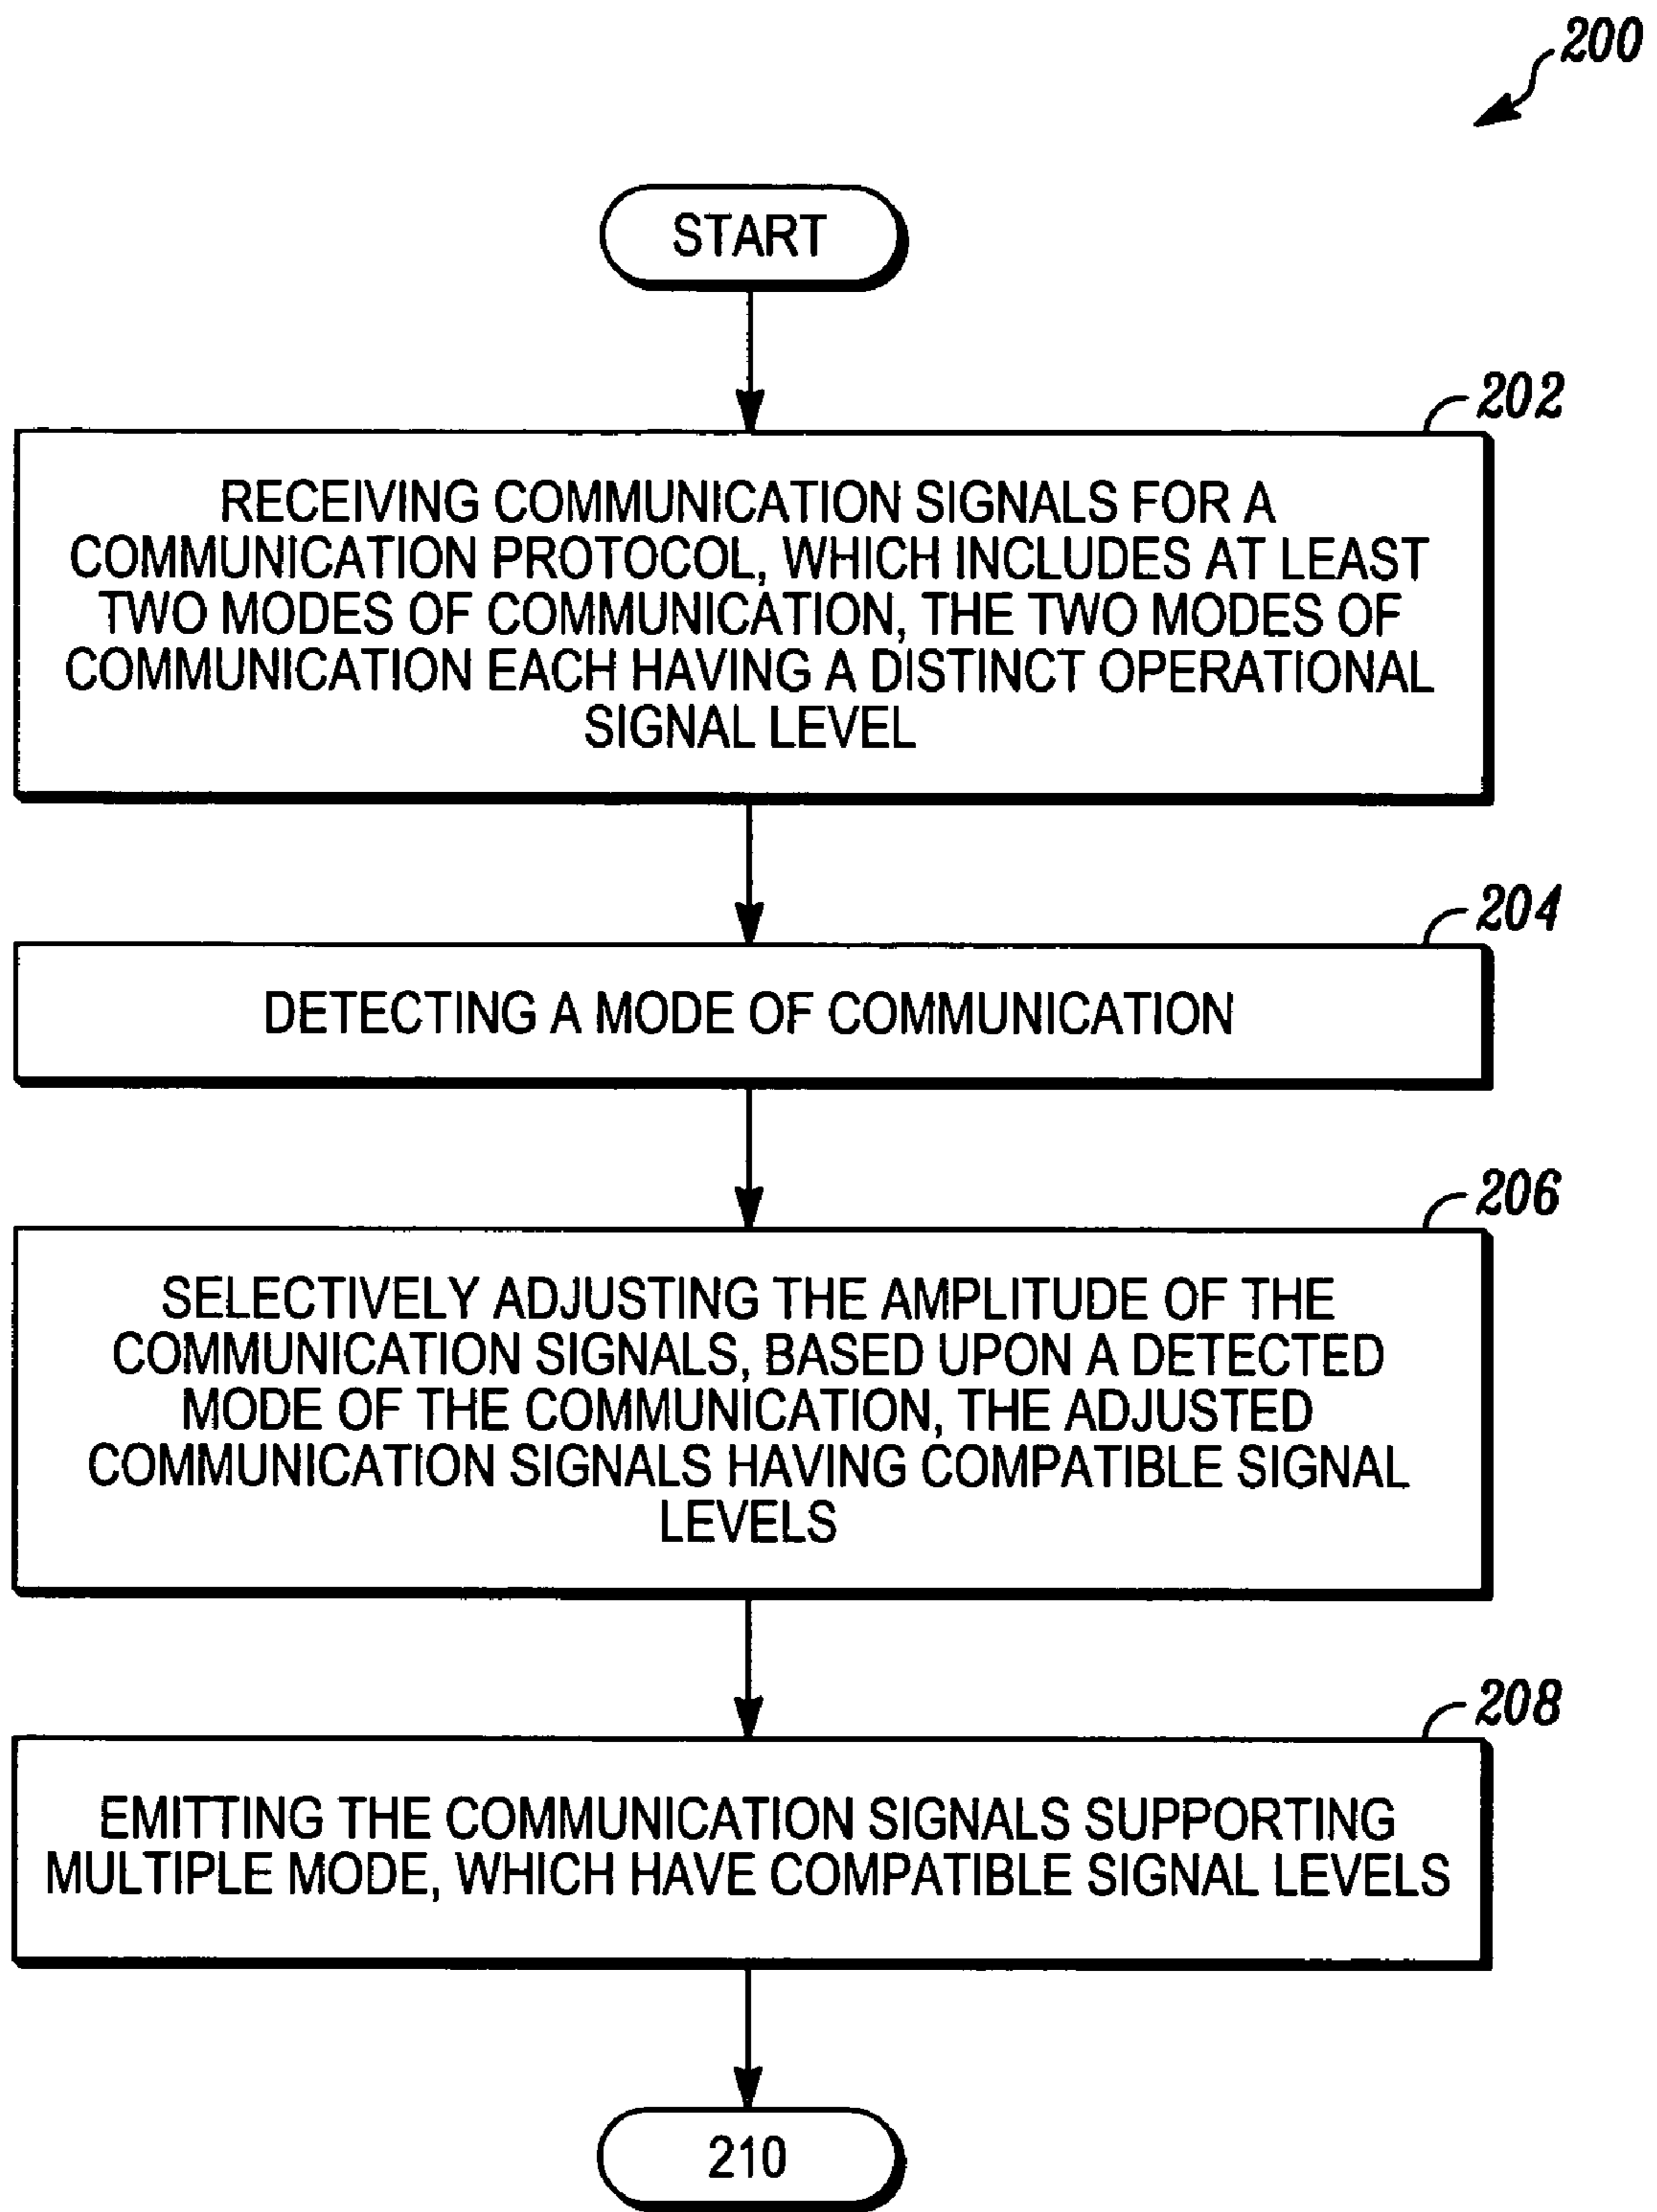 200
START
202
RECEIVING COMMUNICATION SIGNALS FOR A
COMMUNICATION PROTOCOL, WHICH INCLUDES AT LEAST
TWO MODES OF COMMUNICATION, THE TWO MODES OF
COMMUNICATION EACH HAVING A DISTINCT OPERATIONAL
SIGNAL LEVEL
204
DETECTING A MODE OF COMMUNICATION
206
SELECTIVELY ADJUSTING THE AMPLITUDE OF THE
COMMUNICATION SIGNALS, BASED UPON A DETECTED
MODE OF THE COMMUNICATION, THE ADJUSTED
COMMUNICATION SIGNALS HAVING COMPATIBLE SIGNAL
LEVELS
208
EMITTING THE COMMUNICATION SIGNALS SUPPORTING
MULTIPLE MODE, WHICH HAVE COMPATIBLE SIGNAL LEVELS
210